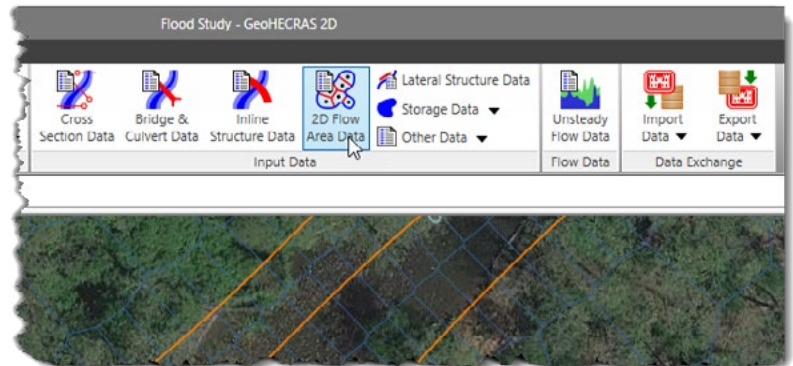 Flood Study - GeoHECRAS 2D
Cross
Section Data
Bridge &
Culvert Data
Inline
Structure Data
2D Flow
Area Data
Lateral Structure Data
Storage Data
Other Data
Unsteady
Flow Data
Import
Data
Export
Data
Input Data
Flow Data
Data Exchange